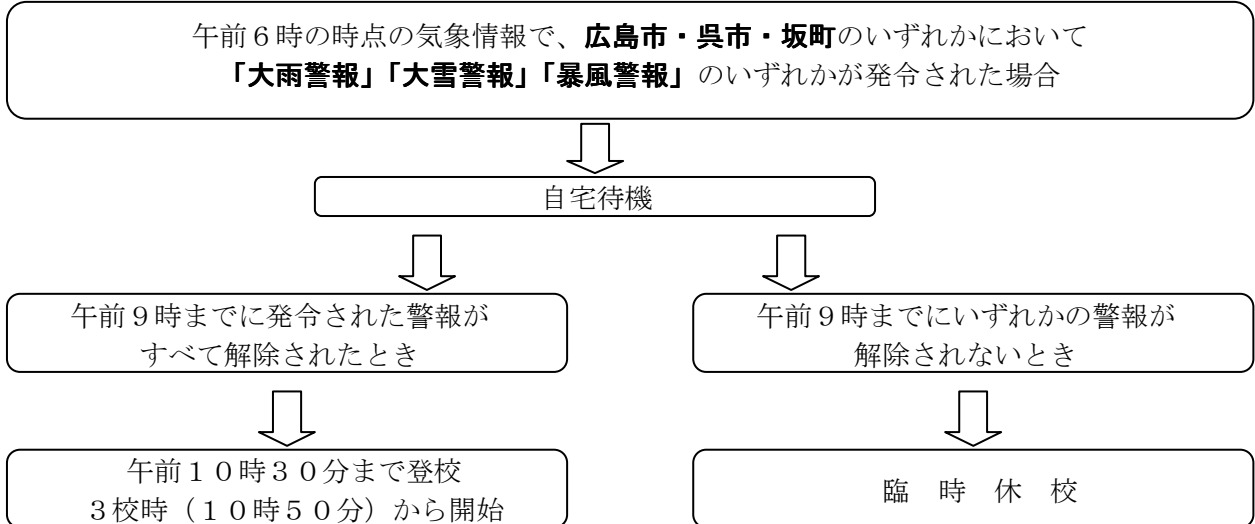 午前６時の時点の気象情報で、広島市・呉市・坂町のいずれかにおいて
「大雨警報」「大雪警報」「暴風警報」のいずれかが発令された場合
自宅待機
午前９時までに発令された警報が
すべて解除されたとき
午前９時までにいずれかの警報が
解除されないとき
午前１０時３０分まで登校
３校時（１０時５０分）から開始
臨　時　休　校